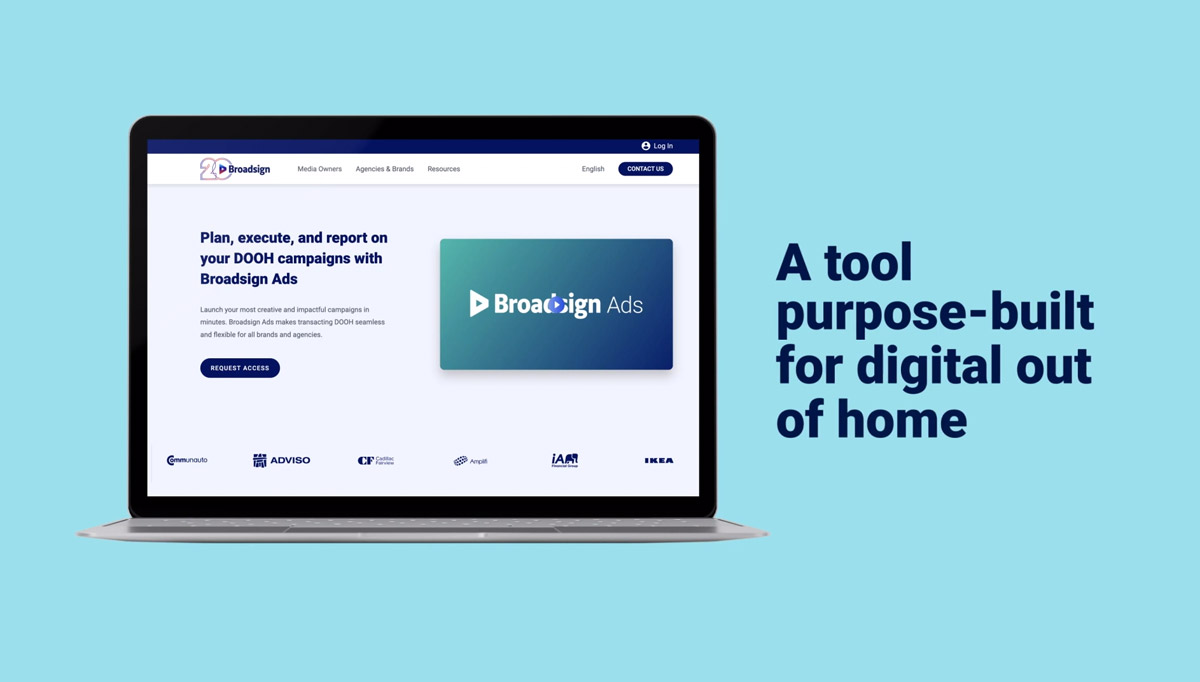 Log In
20 Broadsign
Media Owners
Agencies & Brands
Resources
English
CONTACT US
Plan, execute, and report on
your DOOH campaigns with
Broadsign Ads
Launch your most creative and impactful campaigns in
minutes. Broadsign Ads makes transacting DOOH seamless
and flexible for all brands and agencies.
REQUEST ACCESS
Broadsign Ads
Communauto
ADVISO
CF Cadillac
Fairview
Amplifi
iA
Financial Group
IKEA
A tool
purpose-built
for digital out
of home